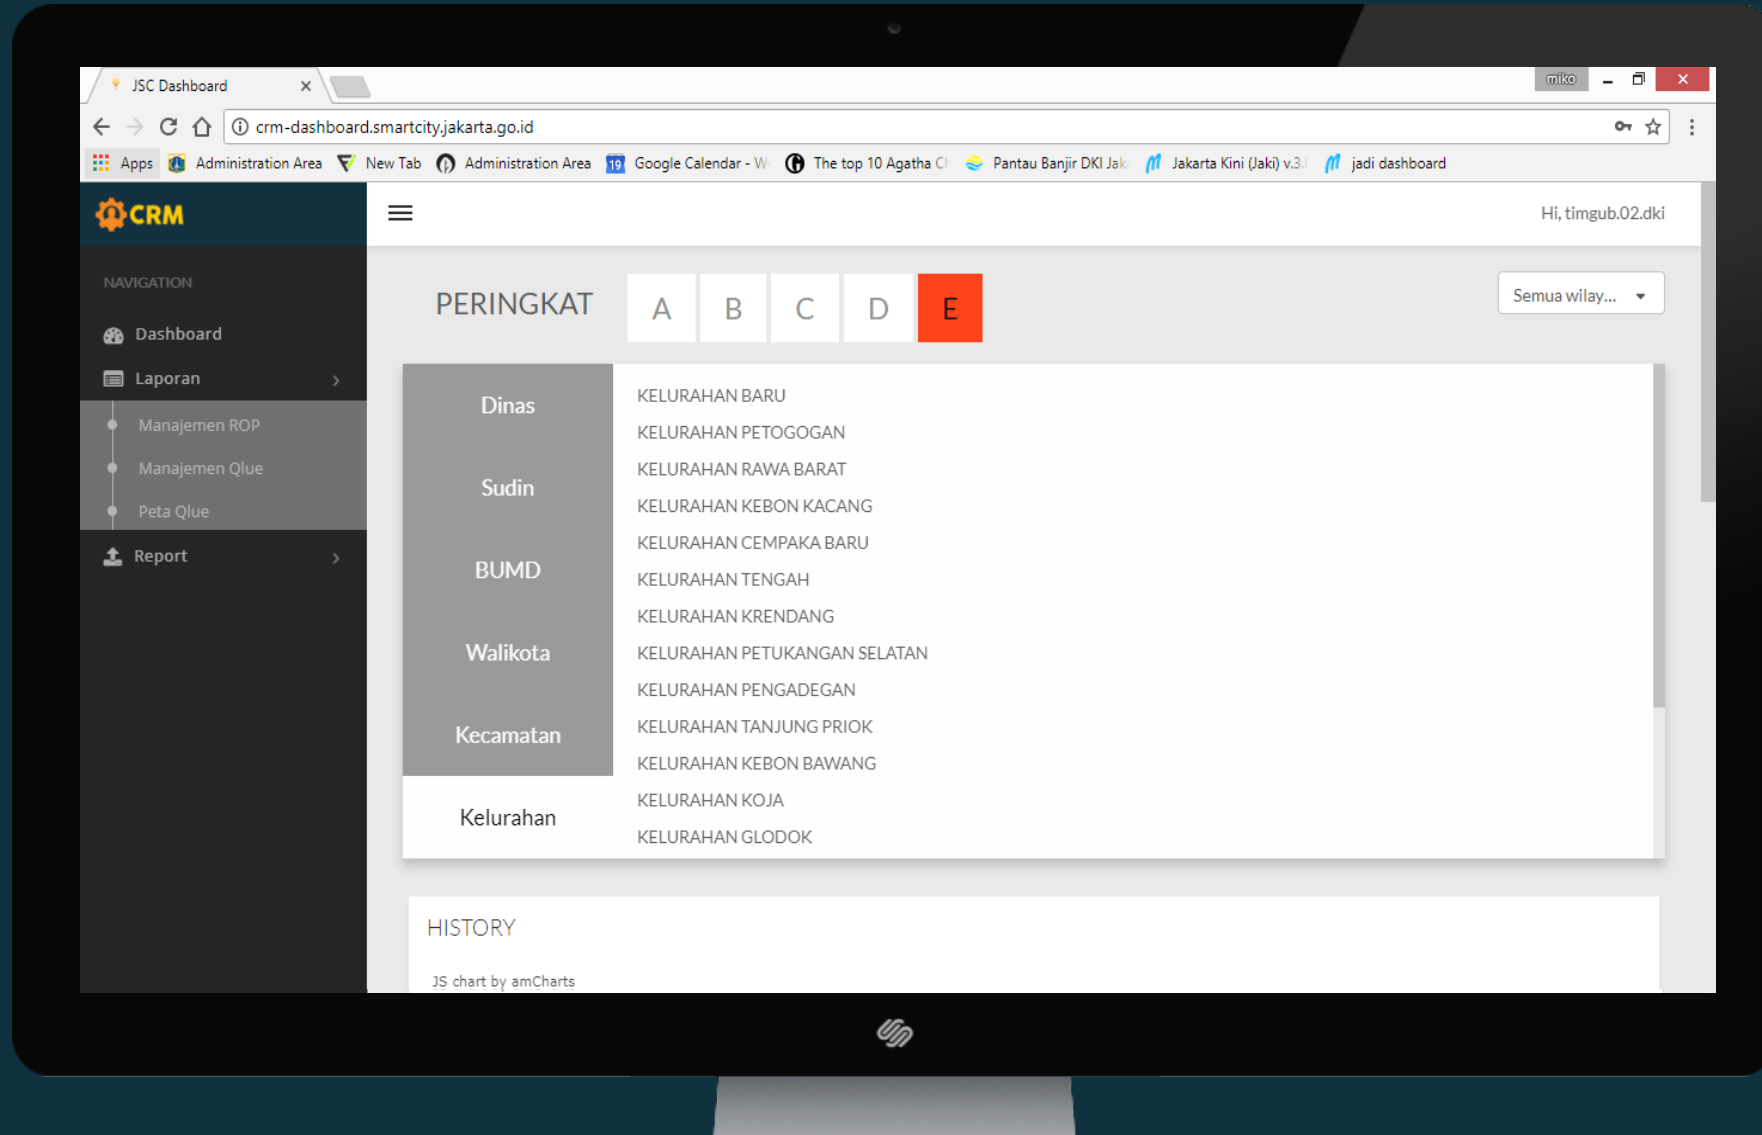 JSC Dashboard
miko
crm-dashboard.smartcity.jakarta.go.id
Apps Administration Area New Tab Administration Area 19 Google Calendar - W The top 10 Agatha Ch Pantau Banjir DKI Jak Jakarta Kini (Jaki) v.3. jadi dashboard
CRM
Hi, timgub.02.dki
NAVIGATION
Dashboard
Laporan
Manajemen ROP
Manajemen Qlue
Peta Qlue
Report
PERINGKAT A B C D E
Semua wilay...
Dinas
Sudin
BUMD
Walikota
Kecamatan
Kelurahan
KELURAHAN BARU
KELURAHAN PETOGOGAN
KELURAHAN RAWA BARAT
KELURAHAN KEBON KACANG
KELURAHAN CEMPAKA BARU
KELURAHAN TENGAH
KELURAHAN KRENDANG
KELURAHAN PETUKANGAN SELATAN
KELURAHAN PENGADEGAN
KELURAHAN TANJUNG PRIOK
KELURAHAN KEBON BAWANG
KELURAHAN KOJA
KELURAHAN GLODOK
HISTORY
JS chart by amCharts